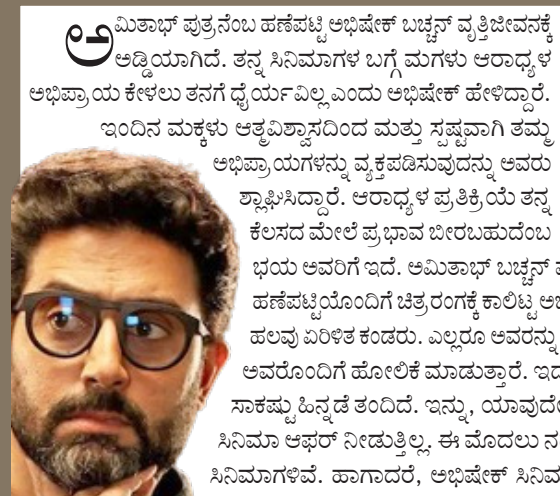 ಅಮಿತಾಭ್ ಪುತ್ರನೆಂಬ ಹಣೆಪಟ್ಟಿ ಅಭಿಷೇಕ್ ಬಚ್ಚನ್ ವೃತ್ತಿಜೀವನಕ್ಕೆ
ಅಡ್ಡಿಯಾಗಿದೆ. ತನ್ನ ಸಿನಿಮಾಗಳ ಬಗ್ಗೆ ಮಗಳು ಆರಾಧ್ಯಳ
ಅಭಿಪ್ರಾಯ ಕೇಳಲು ತನಗೆ ಧೈರ್ಯವಿಲ್ಲ ಎಂದು ಅಭಿಷೇಕ್ ಹೇಳಿದ್ದಾರೆ.
ಇಂದಿನ ಮಕ್ಕಳು ಆತ್ಮವಿಶ್ವಾಸದಿಂದ ಮತ್ತು ಸ್ಪಷ್ಟವಾಗಿ ತಮ್ಮ
ಅಭಿಪ್ರಾಯಗಳನ್ನು ವ್ಯಕ್ತಪಡಿಸುವುದನ್ನು ಅವರು
ಶ್ಲಾಘಿಸಿದ್ದಾರೆ. ಆರಾಧ್ಯಳ ಪ್ರತಿಕ್ರಿಯೆ ತನ್ನ
ಕೆಲಸದ ಮೇಲೆ ಪ್ರಭಾವ ಬೀರಬಹುದೆಂಬ
ಭಯ ಅವರಿಗೆ ಇದೆ. ಅಮಿತಾಭ್ ಬಚ್ಚನ್
ಹಣೆಪಟ್ಟಿಯೊಂದಿಗೆ ಚಿತ್ರರಂಗಕ್ಕೆ ಕಾಲಿಟ್ಟ
ಹಲವು ಏರಿಳಿತ ಕಂಡರು. ಎಲ್ಲರೂ ಅವರನ್ನು
ಅವರೊಂದಿಗೆ ಹೋಲಿಕೆ ಮಾಡುತ್ತಾರೆ.
ಸಾಕಷ್ಟು ಹಿನ್ನಡೆ ತಂದಿದೆ. ಇನ್ನು,
ಸಿನಿಮಾ ಆಫರ್ ನೀಡುತ್ತಿಲ್ಲ. ಈ ಮೊದಲು
ಸಿನಿಮಾಗಳಿವೆ. ಹಾಗಾದರೆ, ಅಭಿಷೇಕ್